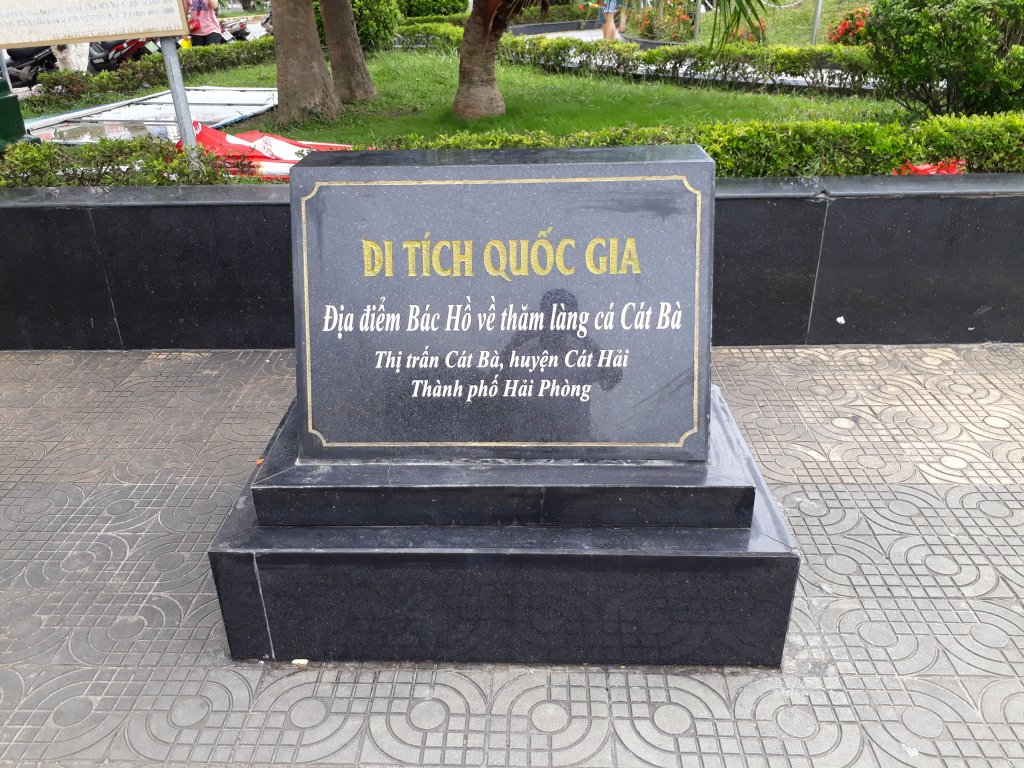 DI TÍCH QUỐC GIA
Địa điểm Bác Hồ về thăm làng cá Cát Bà
Thị trấn Cát Bà, huyện Cát Hải
Thành phố Hải Phòng